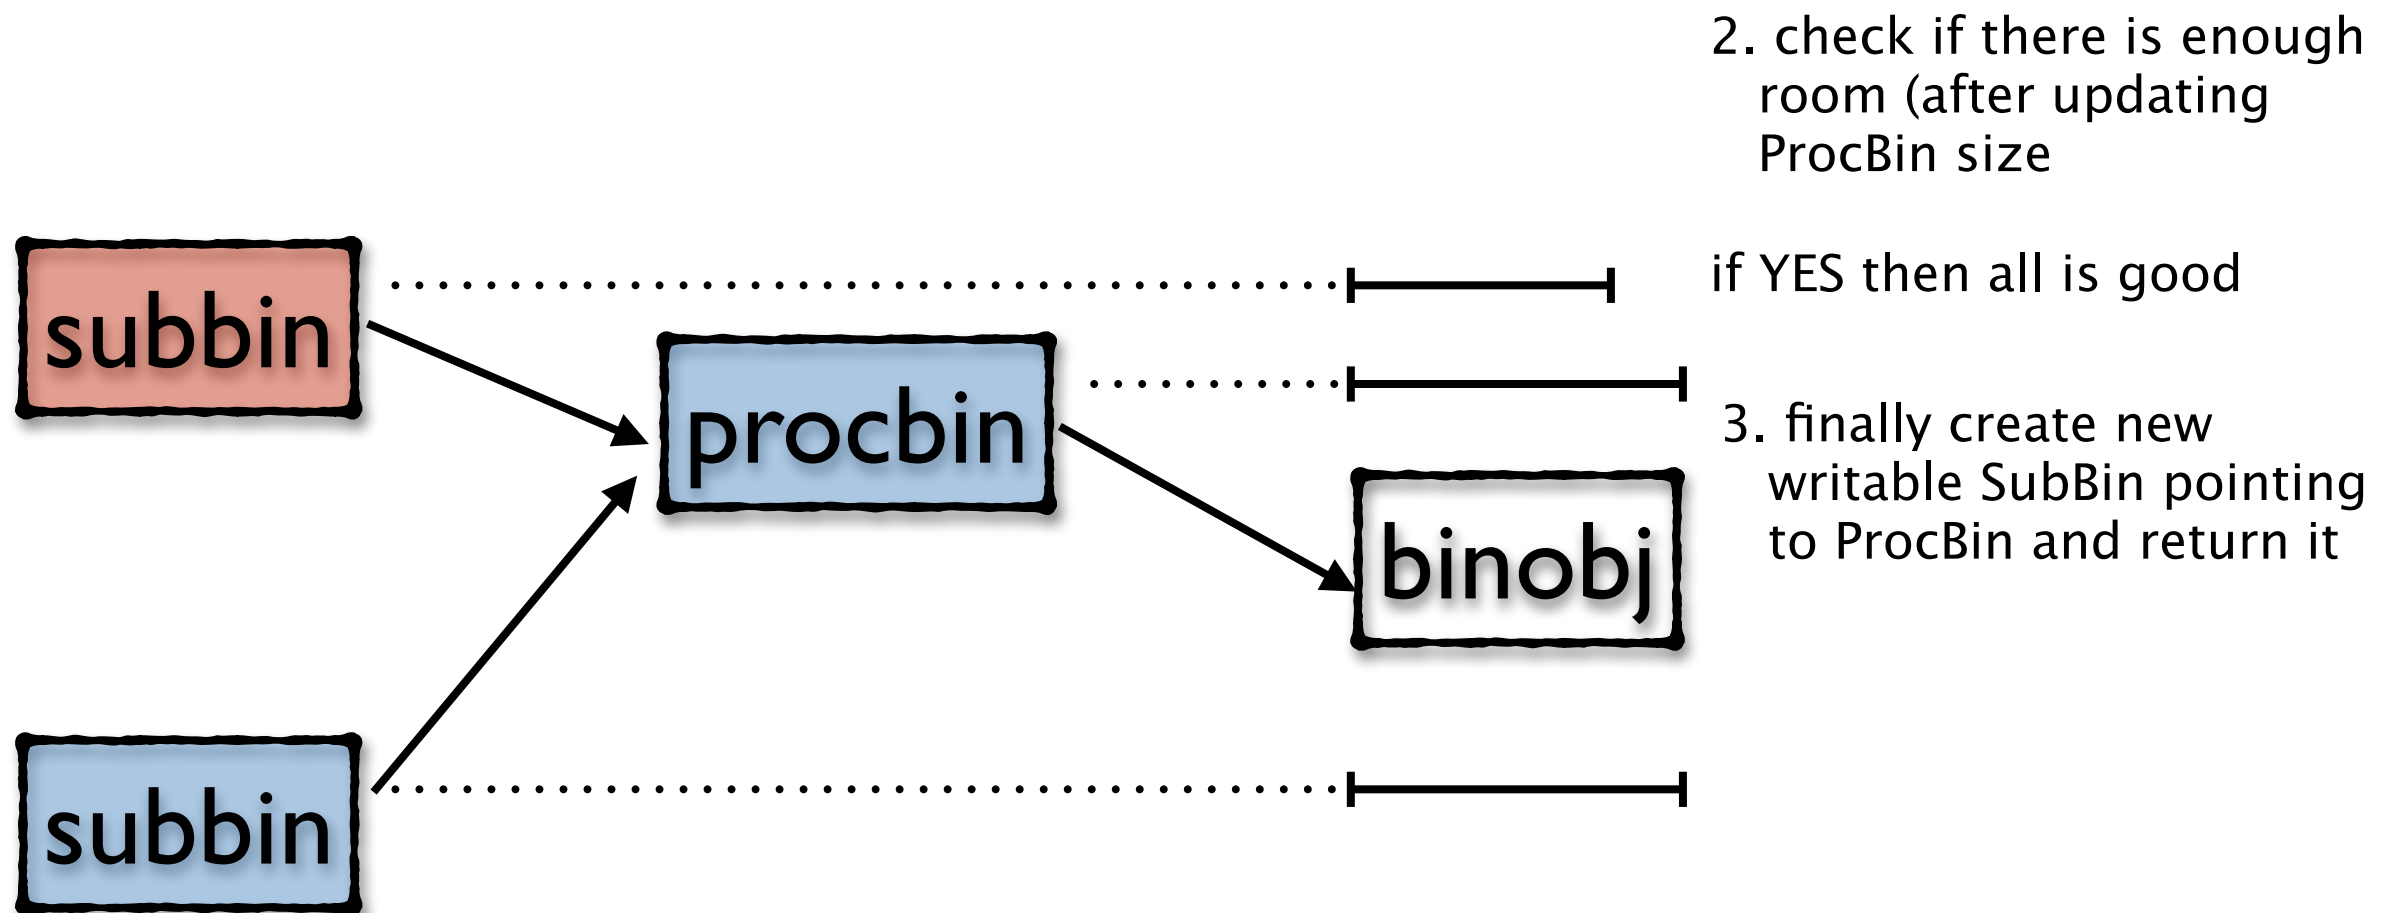 2. check if there is enough
room (after updating
ProcBin size
if YES then all is good
subbin
procbin
3. finally create new
writable SubBin pointing
to ProcBin and return it
binobj
subbin